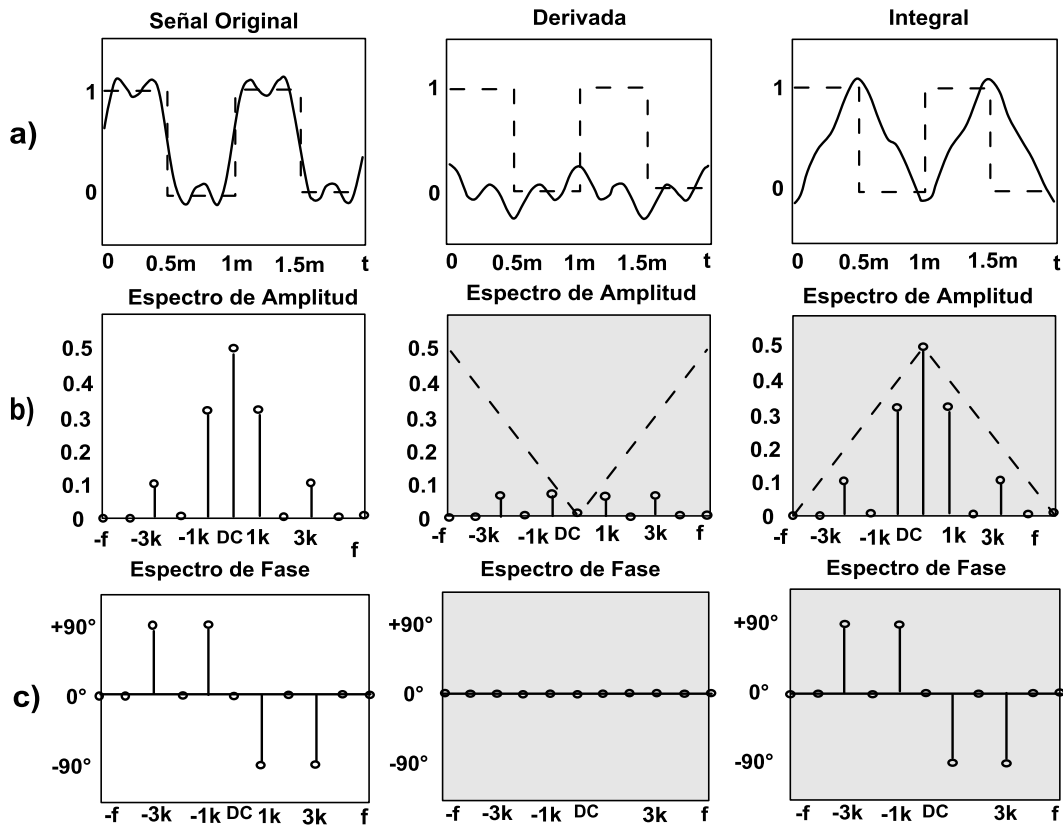 Señal Original
Derivada
Integral
a)
1
0
0 0.5m 1m 1.5m t
1
0
0 0.5m 1m 1.5m t
1
0
0 0.5m 1m 1.5m t
Espectro de Amplitud
Espectro de Amplitud
Espectro de Amplitud
b)
0.5
0.4
0.3
0.2
0.1
0
-f -3k -1k DC 1k 3k f
0.5
0.4
0.3
0.2
0.1
0
-f -3k -1k DC 1k 3k f
0.5
0.4
0.3
0.2
0.1
0
-f -3k -1k DC 1k 3k f
Espectro de Fase
Espectro de Fase
Espectro de Fase
c)
+90°
0°
-90°
-f -3k -1k DC 1k 3k f
+90°
0°
-90°
-f -3k -1k DC 3k f
+90°
0°
-90°
-f -3k -1k DC 1k 3k f